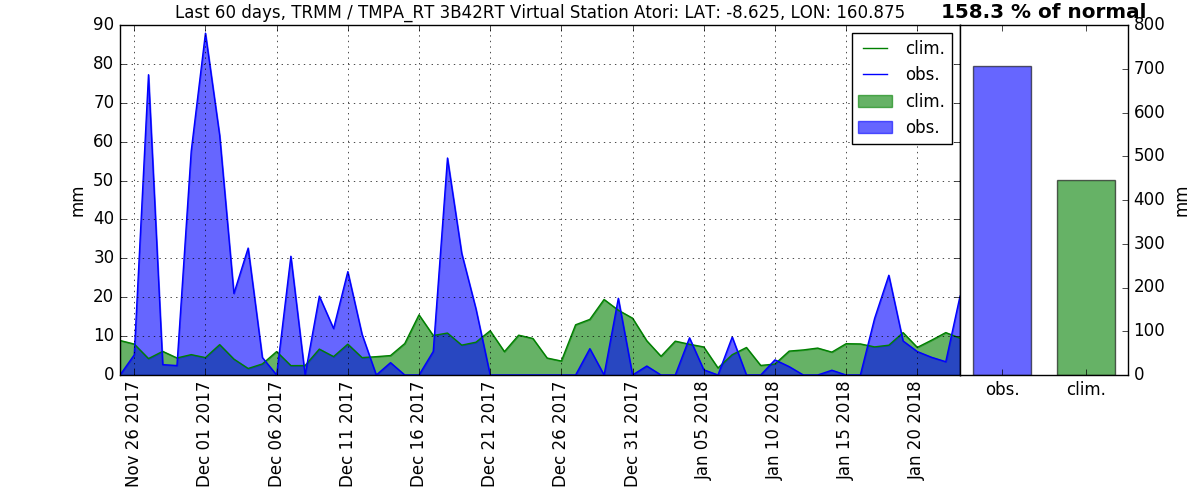 Last 60 days, TRMM / TMPA_RT 3B42RT Virtual Station Atori: LAT: -8.625, LON: 160.875
158.3 % of normal
90
80
70
60
50
40
30
20
10
0
mm
clim.
obs.
clim.
obs.
Nov 26 2017
Dec 01 2017
Dec 06 2017
Dec 11 2017
Dec 16 2017
Dec 21 2017
Dec 26 2017
Dec 31 2017
Jan 05 2018
Jan 10 2018
Jan 15 2018
Jan 20 2018
800
700
600
500
400
300
200
100
0
mm
obs.
clim.